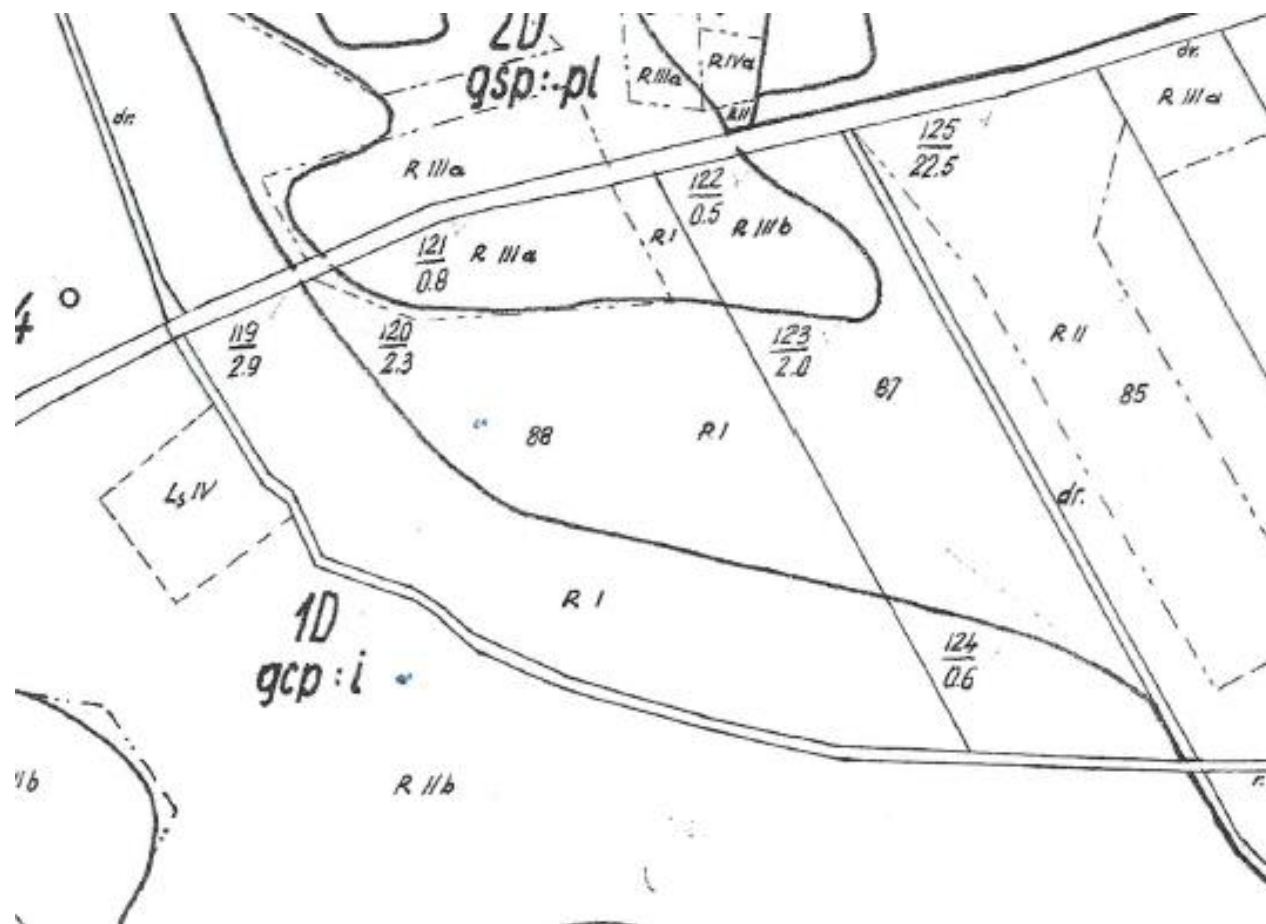 2D
gśp:·pl
R IIIa
R IVa
R II
dr.
R IIIa
dr.
125
22.5
R IIIa
122
0.5
R IIIb
R I
121
0.8
R IIIa
4
119
2.9
120
2.3
123
2.0
87
R II
85
88
R I
Ls IV
dr.
R I
1D
gcp : i
124
0.6
R IIb
r.